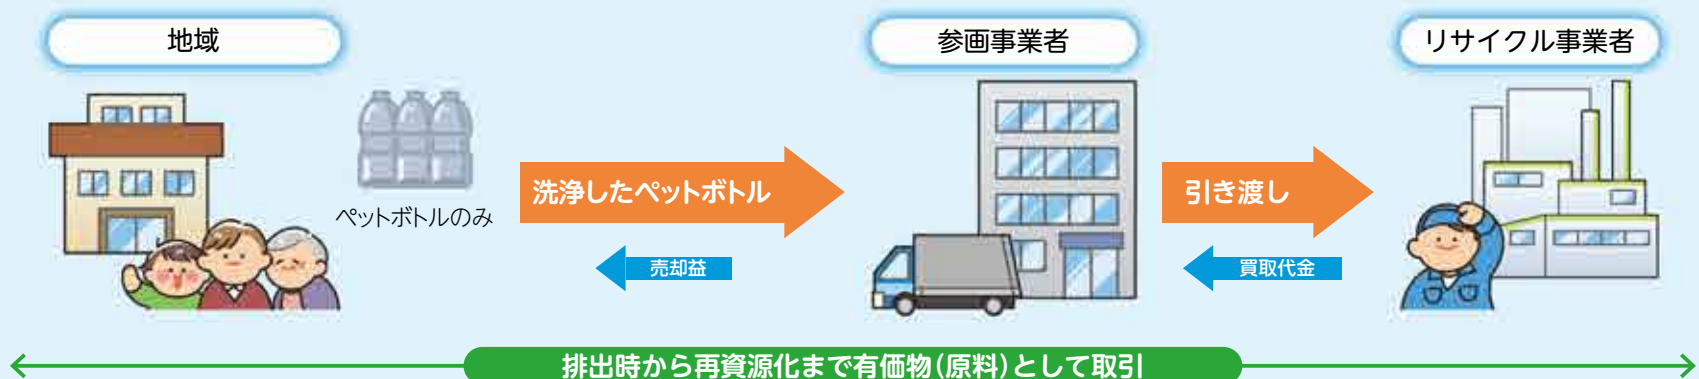 地域
参画事業者
リサイクル事業者
ペットボトルのみ
洗浄したペットボトル
引き渡し
売却益
買取代金
排出時から再資源化まで有価物(原料)として取引